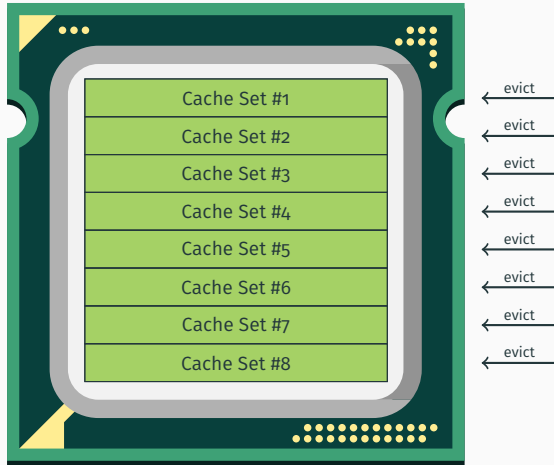 Cache Set #1
evict
Cache Set #2
evict
Cache Set #3
evict
Cache Set #4
evict
Cache Set #5
evict
Cache Set #6
evict
Cache Set #7
evict
Cache Set #8
evict